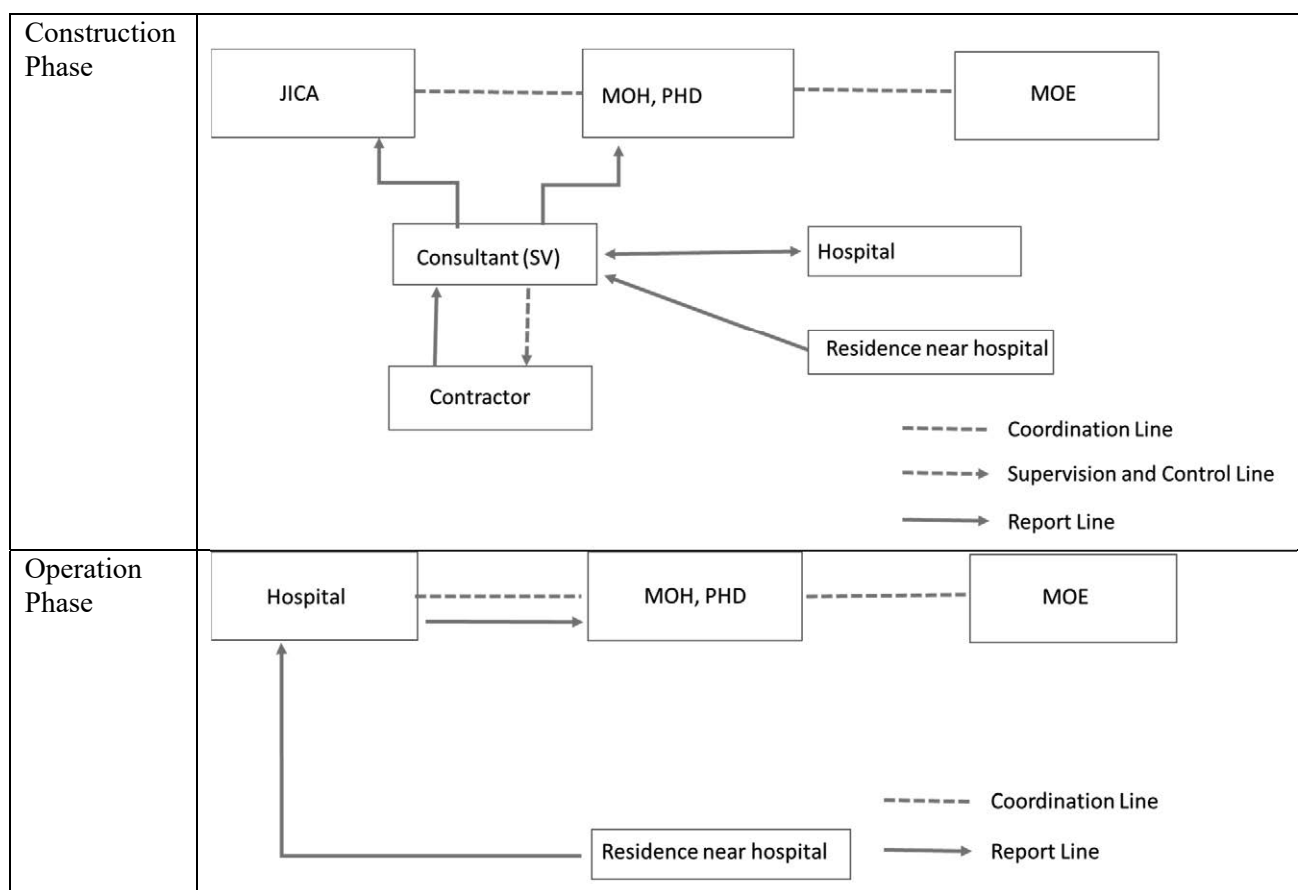 Construction
Phase
JICA
MOH, PHD
MOE
Consultant (SV)
Hospital
Residence near hospital
Contractor
Coordination Line
Supervision and Control Line
Report Line
Operation
Phase
Hospital
MOH, PHD
MOE
Residence near hospital
Coordination Line
Report Line